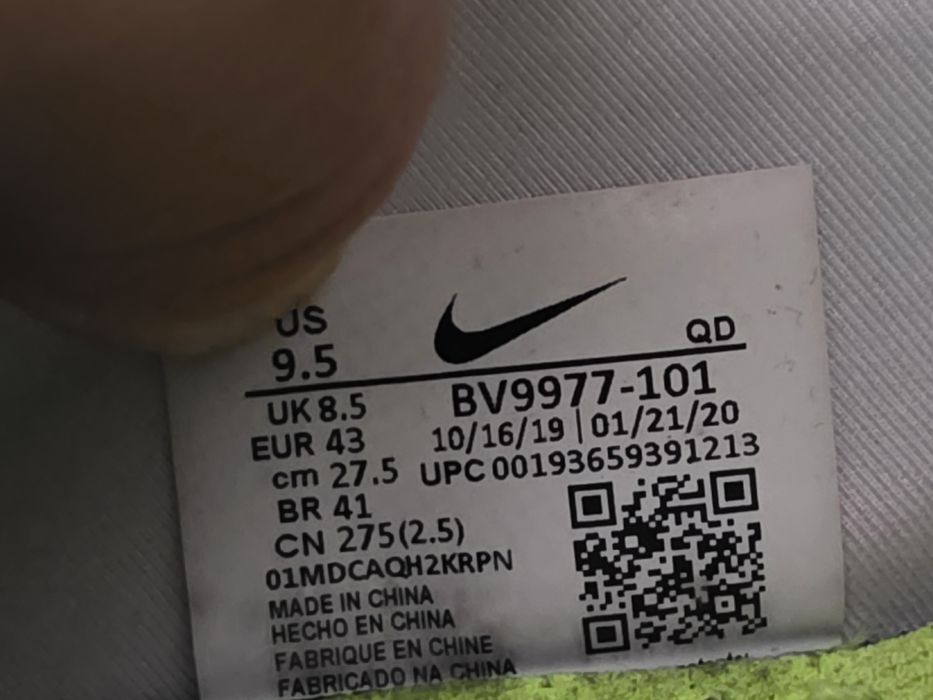 US
9.5
QD
UK 8.5
BV9977-101
EUR 43
10/16/19 | 01/21/20
cm 27.5
UPC 00193659391213
BR 41
CN 275(2.5)
01MDCAQH2KRPN
MADE IN CHINA
HECHO EN CHINA
FABRIQUE EN CHINE
FABRICADO NA CHINA